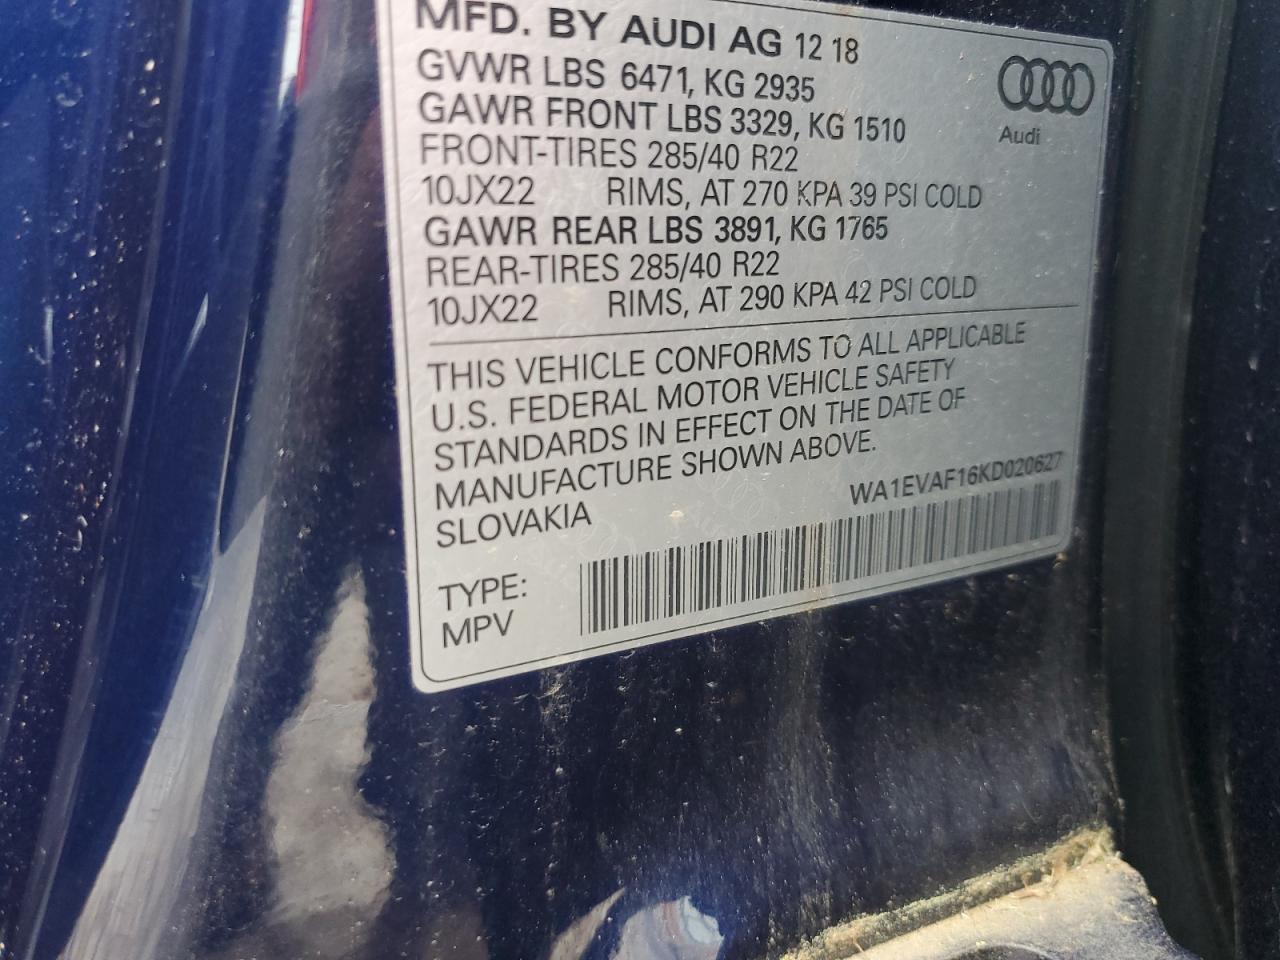 MFD. BY AUDI AG 12 18
GVWR LBS 6471, KG 2935
GAWR FRONT LBS 3329, KG 1510
FRONT-TIRES 285/40 R22
10JX22 RIMS, AT 270 KPA 39 PSI COLD
GAWR REAR LBS 3891, KG 1765
REAR-TIRES 285/40 R22
10JX22 RIMS, AT 290 KPA 42 PSI COLD
Audi
THIS VEHICLE CONFORMS TO ALL APPLICABLE
U.S. FEDERAL MOTOR VEHICLE SAFETY
STANDARDS IN EFFECT ON THE DATE OF
MANUFACTURE SHOWN ABOVE.
SLOVAKIA
WA1EVAF16KD020627
TYPE:
MPV